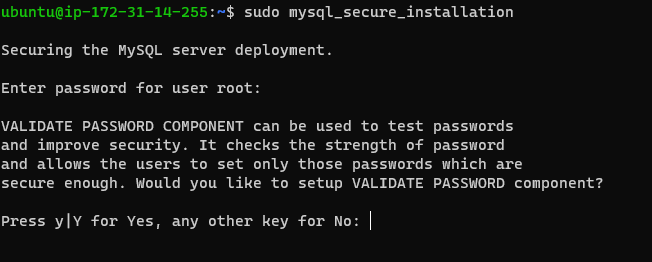 ubuntu@ip-172-31-14-255:~$ sudo mysql_secure_installation
Securing the MySQL server deployment.
Enter password for user root:
VALIDATE PASSWORD COMPONENT can be used to test passwords
and improve security. It checks the strength of password
and allows the users to set only those passwords which are
secure enough. Would you like to setup VALIDATE PASSWORD component?
Press y|Y for Yes, any other key for No: